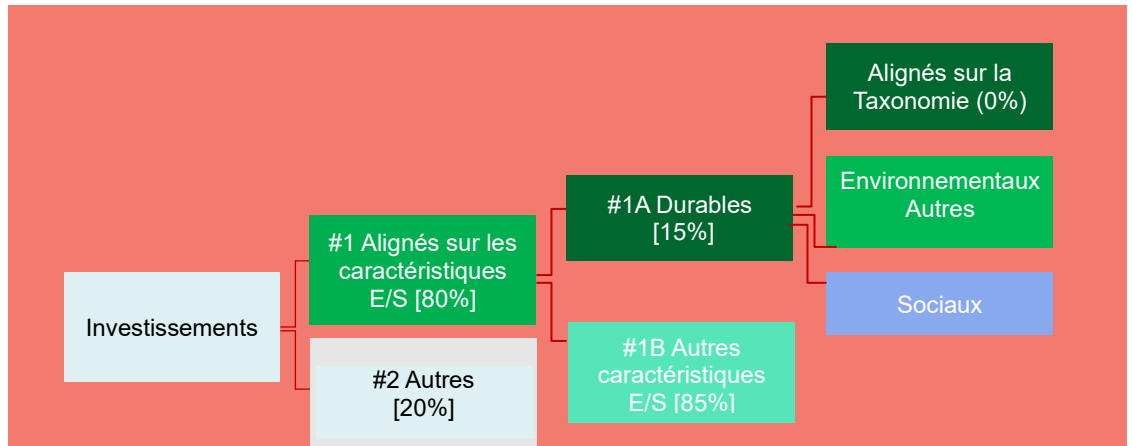 Investissements
#1 Alignés sur les
caractéristiques
E/S [80%]
#2 Autres
[20%]
#1A Durables
[15%]
#1B Autres
caractéristiques
E/S [85%]
Alignés sur la
Taxonomie (0%)
Environnementaux
Autres
Sociaux